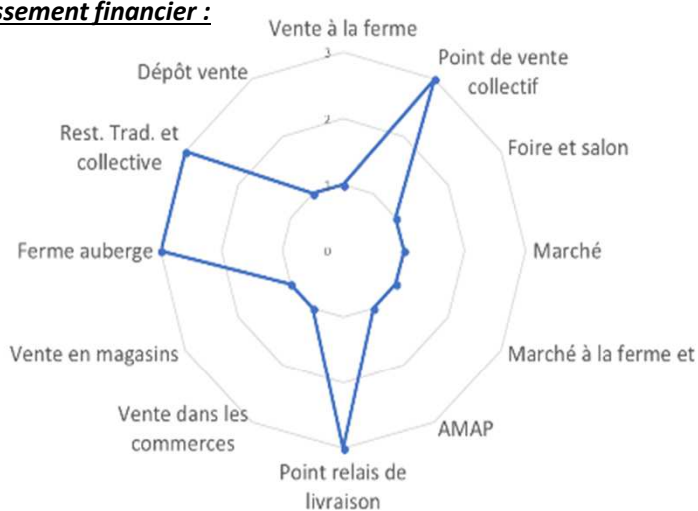 ssement financier :
Vente à la ferme
3
Dépôt vente
Point de vente
collectif
2
Rest. Trad. et
collective
Foire et salon
1
Ferme auberge
0
Marché
Vente en magasins
Marché à la ferme et
Vente dans les
commerces
AMAP
Point relais de
livraison